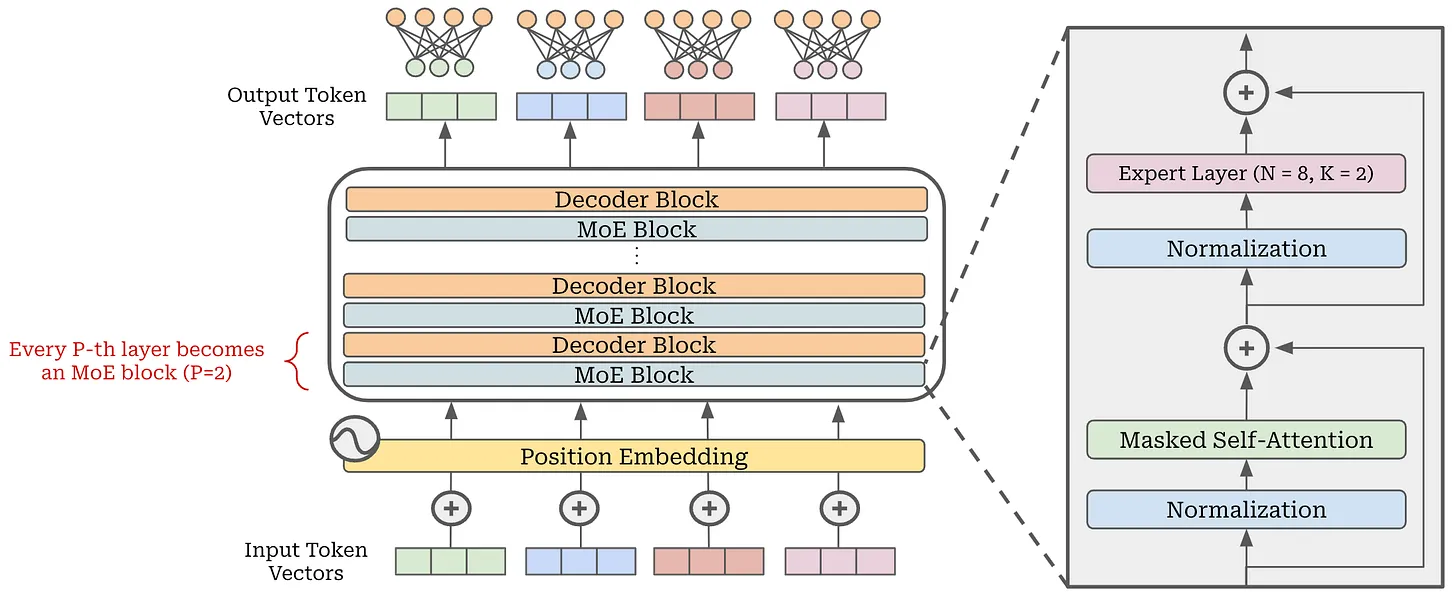 Output Token
Vectors
Decoder Block
MoE Block
Decoder Block
MoE Block
Decoder Block
MoE Block
Every P-th layer becomes
an MoE block (P=2)
Position Embedding
Input Token
Vectors
Expert Layer (N = 8, K = 2)
Normalization
Masked Self-Attention
Normalization